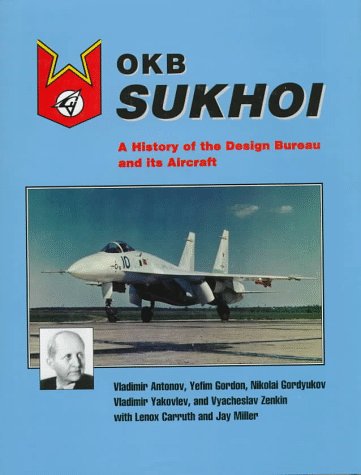 OKB
SUKHOI
A History of the Design Bureau
and its Aircraft
10
Vladimir Antonov, Yefim Gordon, Nikolai Gordyukov
Vladimir Yakovlev, and Vyacheslav Zenkin
with Lenox Carruth and Jay Miller